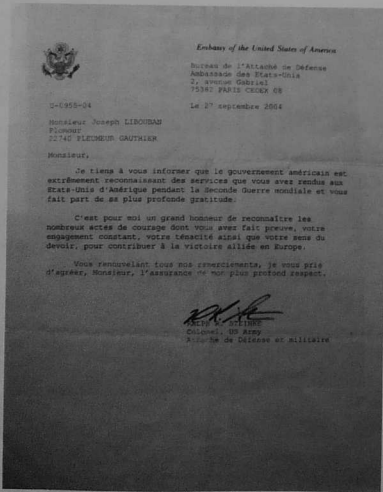 Embassy of the United States of America
Bureau de l'Attaché de Défense
Ambassade des Etats-Unis
2, avenue Gabriel
75382 PARIS CEDEX 08
D-0958-04
Le 27 septembre 2004
Monsieur Joseph LIBOUBAN
Plomeur
22740 PLEUMEUR GAUTHIER
Monsieur,
Je tiens à vous informer que le gouvernement américain est
extrêmement reconnaissant des services que vous avez rendus aux
Etats-Unis d'Amérique pendant la Seconde Guerre mondiale et vous
fait part de sa plus profonde gratitude.
C'est pour moi un grand honneur de reconnaître les
nombreux actes de courage dont vous avez fait preuve, votre
engagement constant, votre ténacité ainsi que votre sens du
devoir, pour contribuer à la victoire alliée en Europe.
Vous renouvelant tous mes remerciements, je vous prie
d'agréer, Monsieur, l'assurance de mon plus profond respect.
RALPH STEINKE
Colonel, US Army
Attaché de Défense et militaire